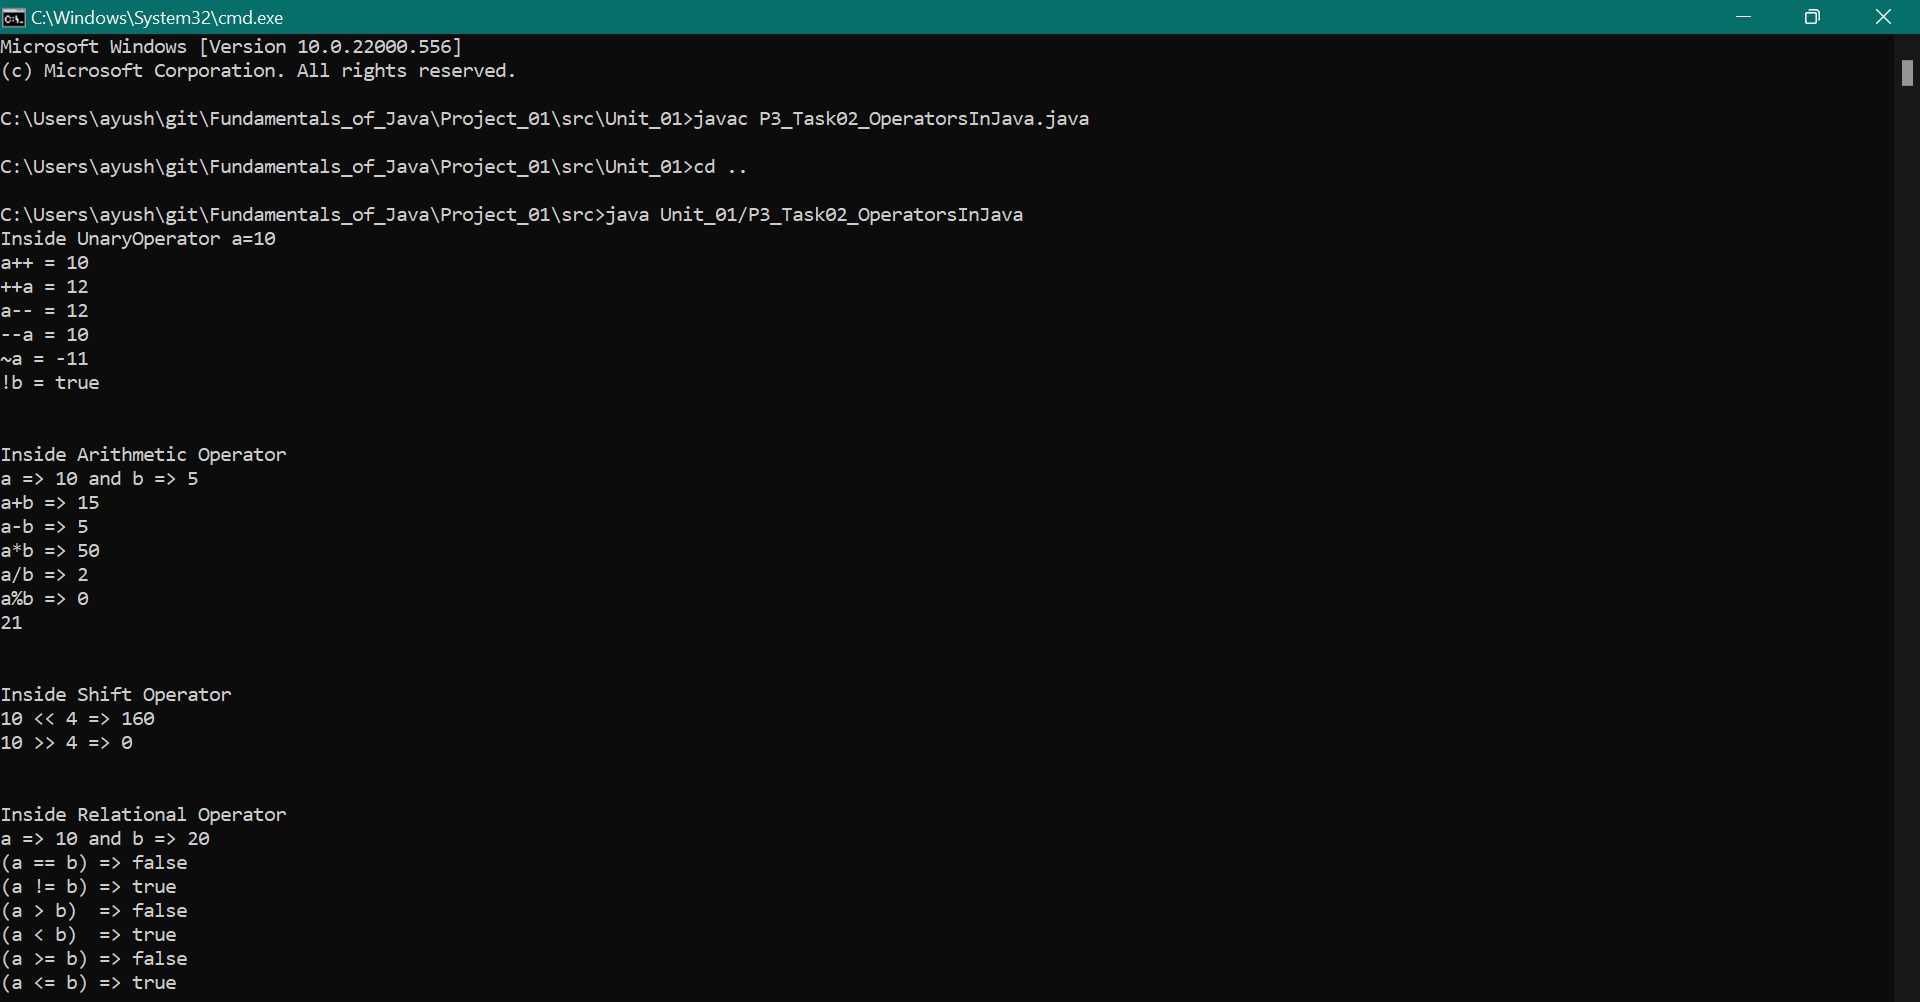 C:\Windows\System32\cmd.exe
Microsoft Windows [Version 10.0.22000.556]
(c) Microsoft Corporation. All rights reserved.
C:\Users\ayush\git\Fundamentals_of_Java\Project_01\src\Unit_01>javac P3_Task02_OperatorsInJava.java
C:\Users\ayush\git\Fundamentals_of_Java\Project_01\src\Unit_01>cd ..
C:\Users\ayush\git\Fundamentals_of_Java\Project_01\src>java Unit_01/P3_Task02_OperatorsInJava
Inside UnaryOperator a=10
a++ = 10
++a = 12
a-- = 12
--a = 10
~a = -11
!b = true
Inside Arithmetic Operator
a => 10 and b => 5
a+b => 15
a-b => 5
a*b => 50
a/b => 2
a%b => 0
21
Inside Shift Operator
10 << 4 => 160
10 >> 4 => 0
Inside Relational Operator
a => 10 and b => 20
(a == b) => false
(a != b) => true
(a > b)  => false
(a < b)  => true
(a >= b) => false
(a <= b) => true